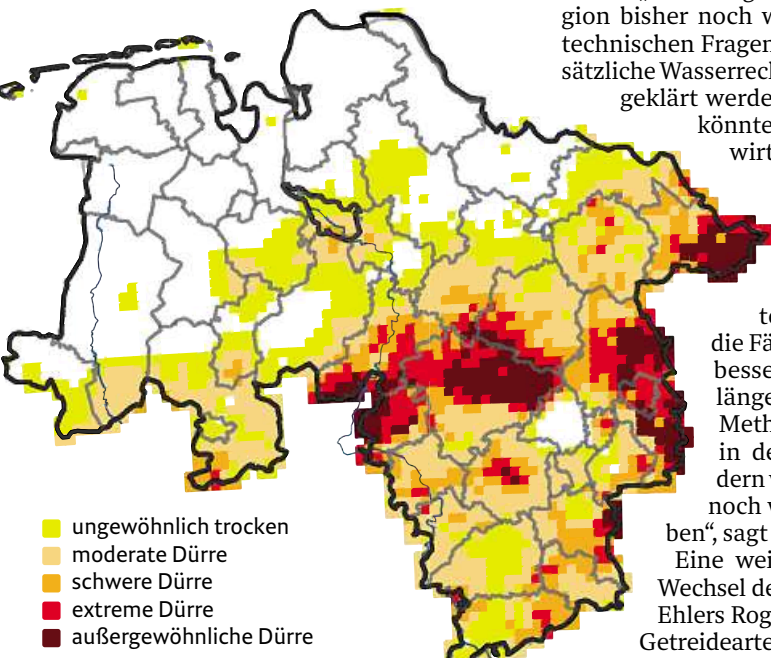 gion bisher noch w
technischen Fragen
sätzliche Wasserrech
geklärt werde
könnte
wirt
te
die Fä
besse
länge
Meth
in de
dern
noch
ben“, sagt
Eine wei
Wechsel de
Ehlers Rog
Getreidearte
ungewöhnlich trocken
moderate Dürre
schwere Dürre
extreme Dürre
außergewöhnliche Dürre